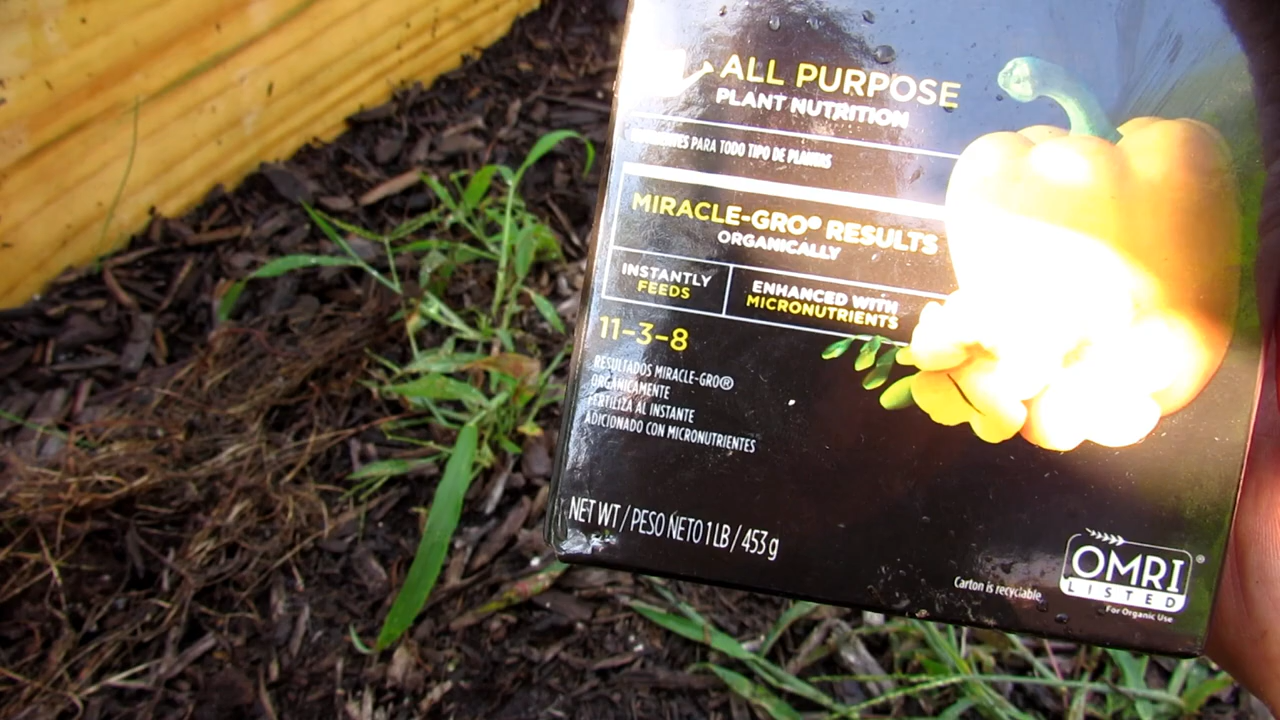 ALL PURPOSE
PLANT NUTRITION
PARA TODO TIPO DE PLANTAS
MIRACLE-GRO® RESULTS
ORGANICALLY
INSTANTLY
FEEDS
ENHANCED WITH
MICRONUTRIENTS
11-3-8
RESULTADOS MIRACLE-GRO®
ORGÁNICAMENTE
FERTILIZA AL INSTANTE
ADICIONADO CON MICRONUTRIENTES
NET WT / PESO NETO 1 LB / 453 g
Carton is recyclable
OMRI ®
LISTED
For Organic Use